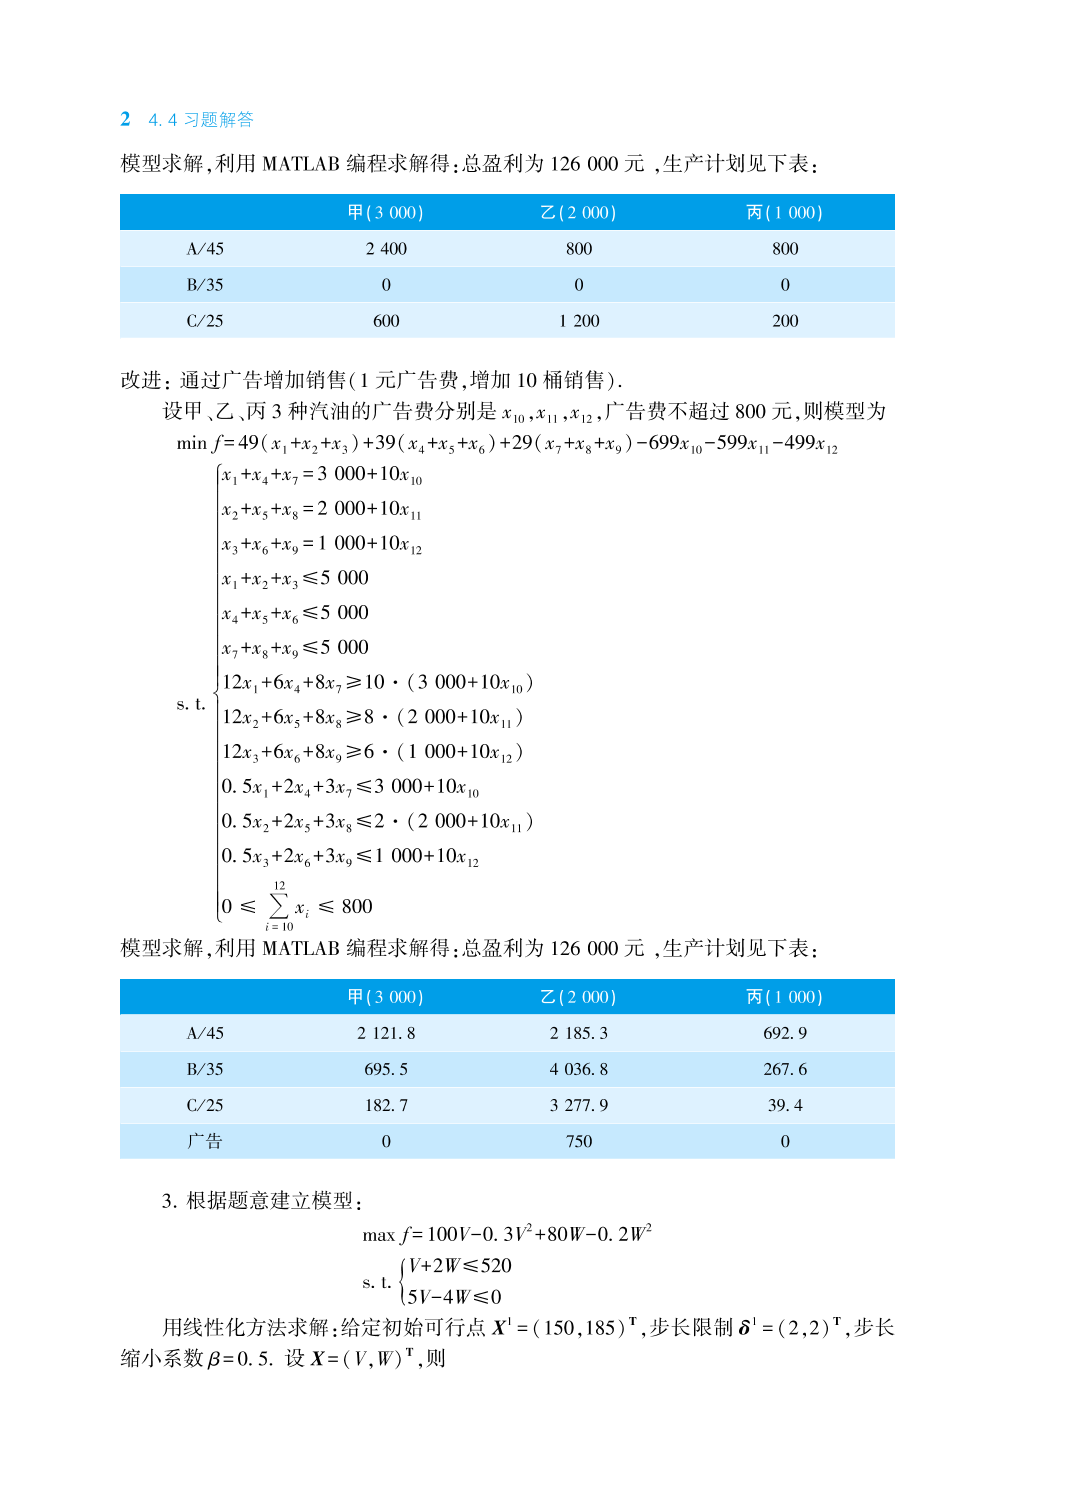 2 4.4 习题解答
模型求解,利用 MATLAB 编程求解得:总盈利为 126 000 元 ,生产计划见下表:
甲(3 000) 乙(2 000) 丙(1 000)
A/45 2 400 800 800
B/35 0 0 0
C/25 600 1 200 200
改进: 通过广告增加销售(1 元广告费,增加 10 桶销售).
设甲、乙、丙 3 种汽油的广告费分别是 x₁₀,x₁₁,x₁₂,广告费不超过 800 元,则模型为
min f=49(x₁+x₂+x₃)+39(x₄+x₅+x₆)+29(x₇+x₈+x₉)-699x₁₀-599x₁₁-499x₁₂
x₁+x₄+x₇=3 000+10x₁₀
x₂+x₅+x₈=2 000+10x₁₁
x₃+x₆+x₉=1 000+10x₁₂
x₁+x₂+x₃≤5 000
x₄+x₅+x₆≤5 000
x₇+x₈+x₉≤5 000
12x₁+6x₄+8x₇≥10·(3 000+10x₁₀)
s.t.
12x₂+6x₅+8x₈≥8·(2 000+10x₁₁)
12x₃+6x₆+8x₉≥6·(1 000+10x₁₂)
0.5x₁+2x₄+3x₇≤3 000+10x₁₀
0.5x₂+2x₅+3x₈≤2·(2 000+10x₁₁)
0.5x₃+2x₆+3x₉≤1 000+10x₁₂
0 ≤ ∑_{i=10}^{12} xᵢ ≤ 800
模型求解,利用 MATLAB 编程求解得:总盈利为 126 000 元 ,生产计划见下表:
甲(3 000) 乙(2 000) 丙(1 000)
A/45 2 121.8 2 185.3 692.9
B/35 695.5 4 036.8 267.6
C/25 182.7 3 277.9 39.4
广告 0 750 0
3. 根据题意建立模型:
max f=100V-0.3V²+80W-0.2W²
V+2W≤520
s.t.
5V-4W≤0
用线性化方法求解:给定初始可行点 X¹=(150,185)ᵀ,步长限制 δ¹=(2,2)ᵀ,步长
缩小系数 β=0.5. 设 X=(V,W)ᵀ,则